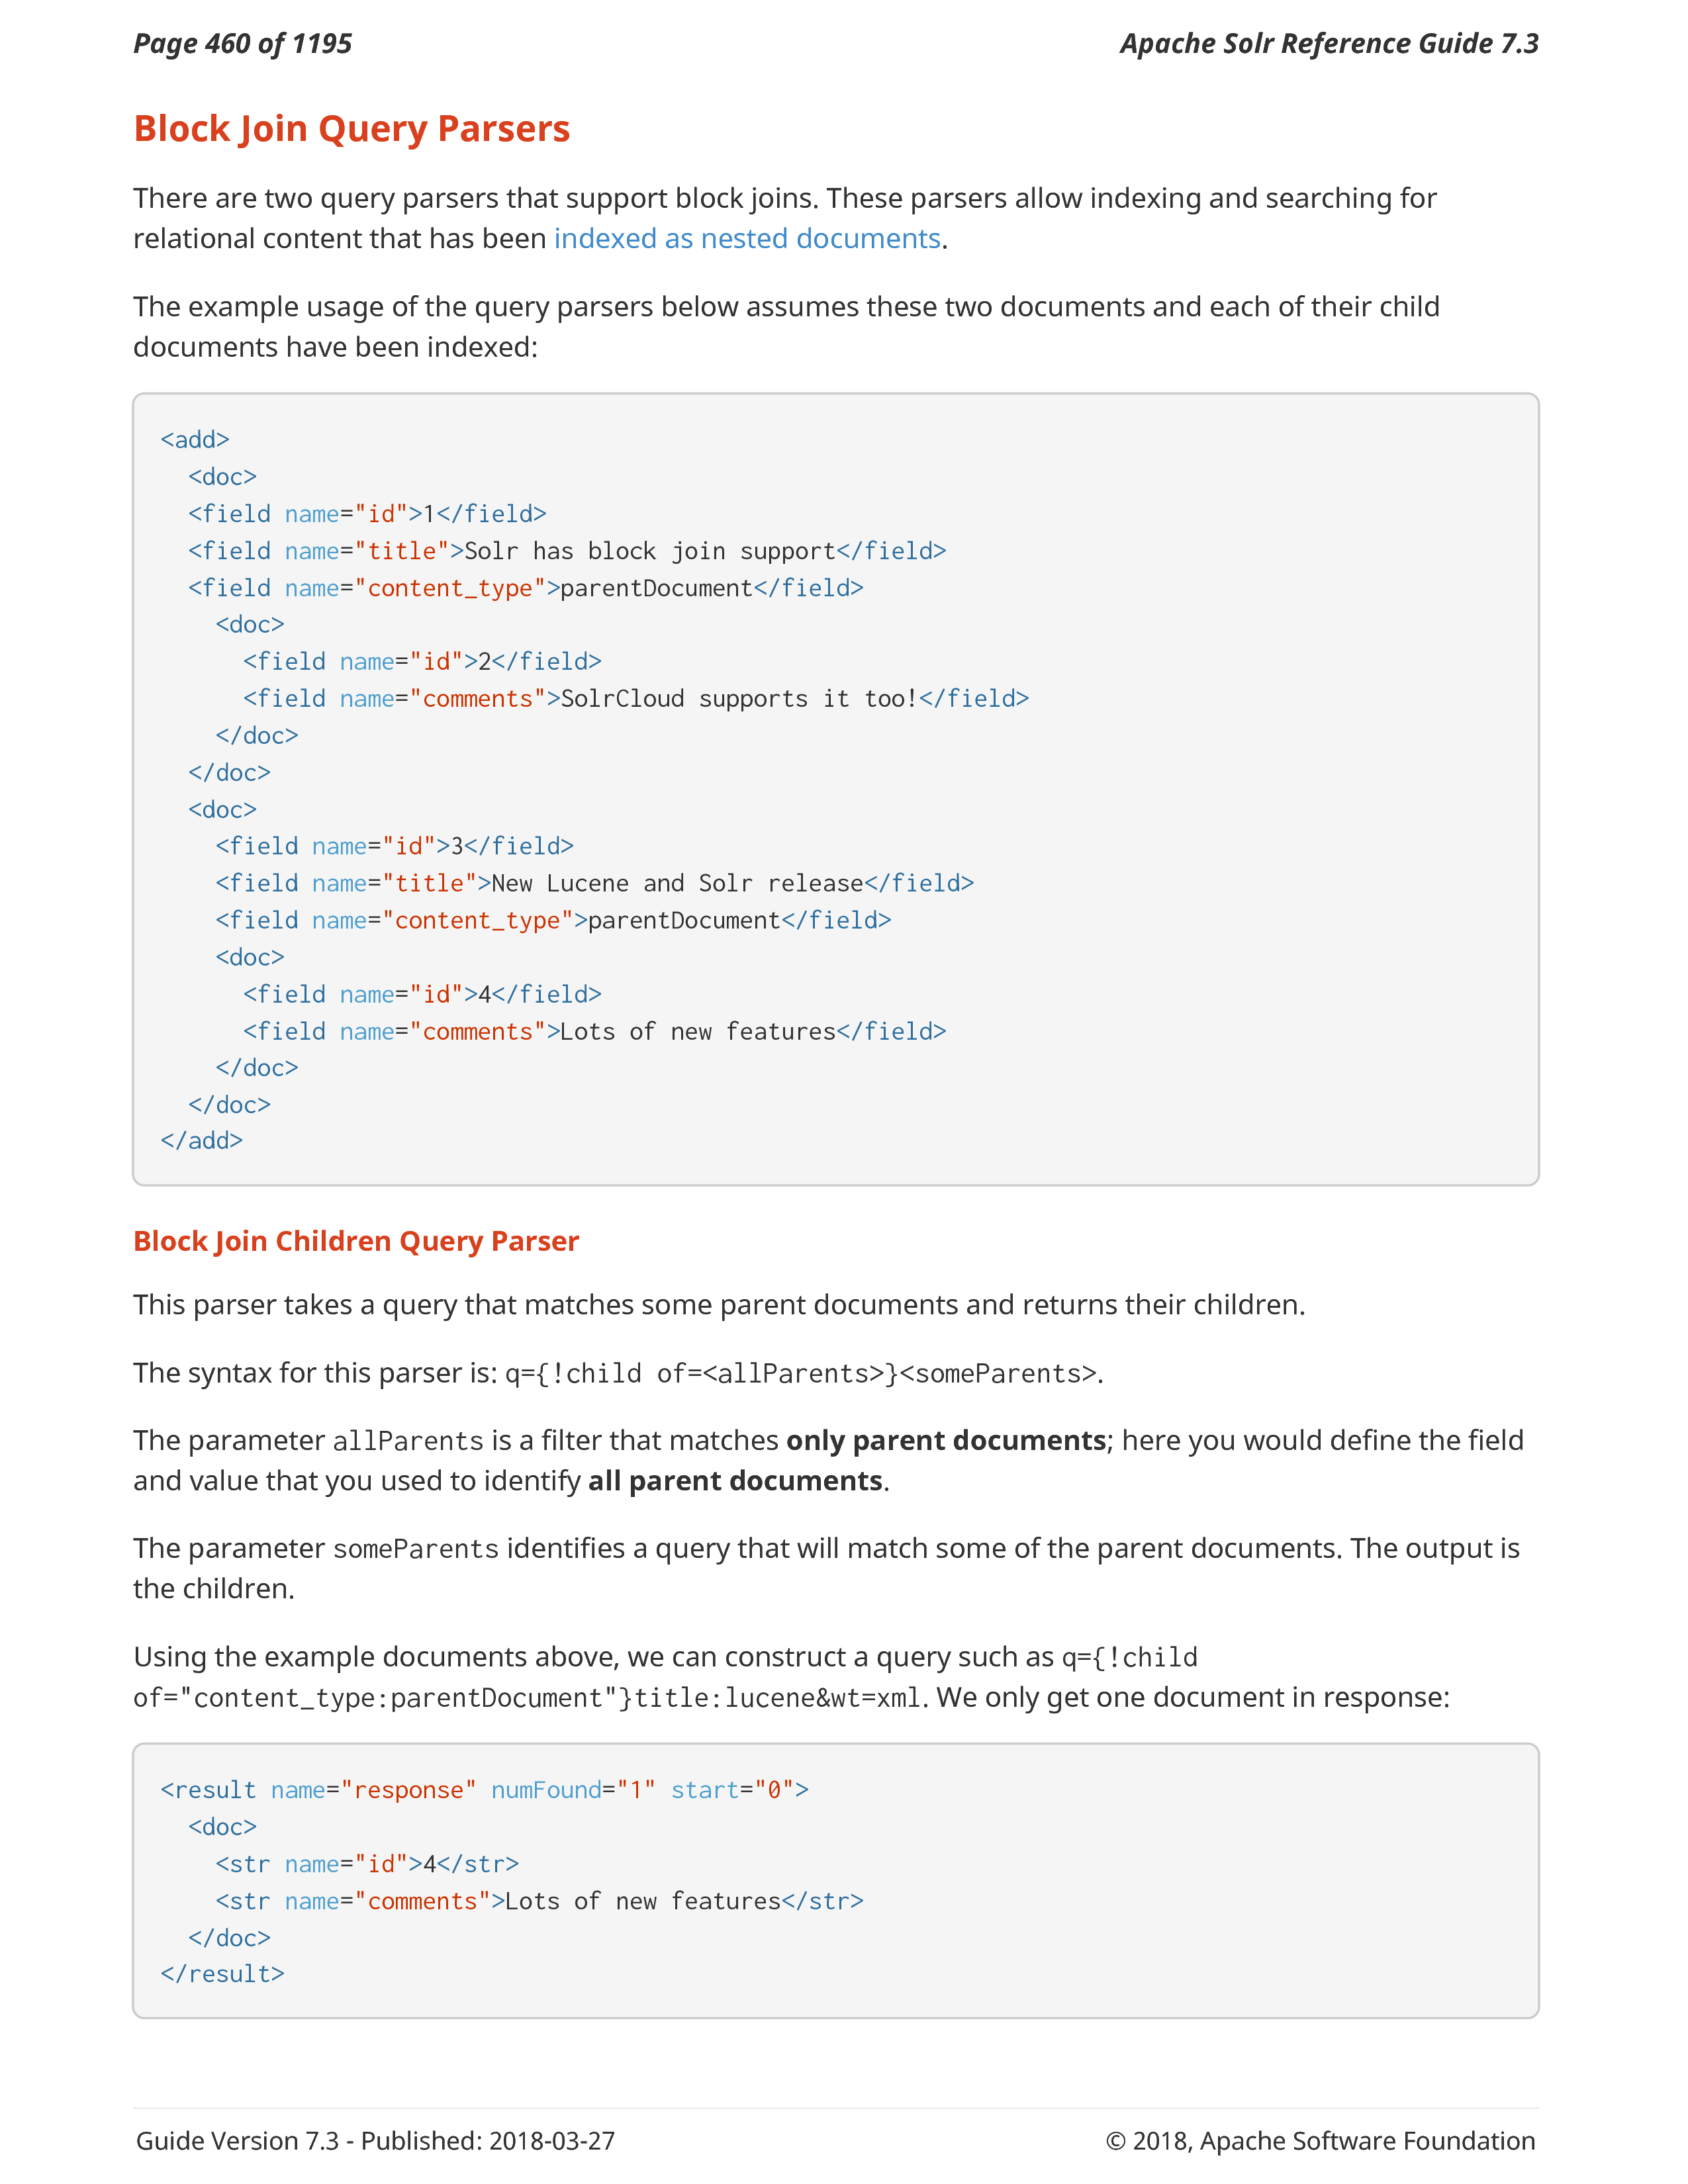 Page 460 of 1195
Apache Solr Reference Guide 7.3
Block Join Query Parsers
There are two query parsers that support block joins. These parsers allow indexing and searching for
relational content that has been indexed as nested documents.
The example usage of the query parsers below assumes these two documents and each of their child
documents have been indexed:
<add>
  <doc>
  <field name="id">1</field>
  <field name="title">Solr has block join support</field>
  <field name="content_type">parentDocument</field>
    <doc>
      <field name="id">2</field>
      <field name="comments">SolrCloud supports it too!</field>
    </doc>
  </doc>
  <doc>
    <field name="id">3</field>
    <field name="title">New Lucene and Solr release</field>
    <field name="content_type">parentDocument</field>
    <doc>
      <field name="id">4</field>
      <field name="comments">Lots of new features</field>
    </doc>
  </doc>
</add>
Block Join Children Query Parser
This parser takes a query that matches some parent documents and returns their children.
The syntax for this parser is: q={!child of=<allParents>}<someParents>.
The parameter allParents is a filter that matches only parent documents; here you would define the field
and value that you used to identify all parent documents.
The parameter someParents identifies a query that will match some of the parent documents. The output is
the children.
Using the example documents above, we can construct a query such as q={!child
of="content_type:parentDocument"}title:lucene&wt=xml. We only get one document in response:
<result name="response" numFound="1" start="0">
  <doc>
    <str name="id">4</str>
    <str name="comments">Lots of new features</str>
  </doc>
</result>
Guide Version 7.3 - Published: 2018-03-27
© 2018, Apache Software Foundation